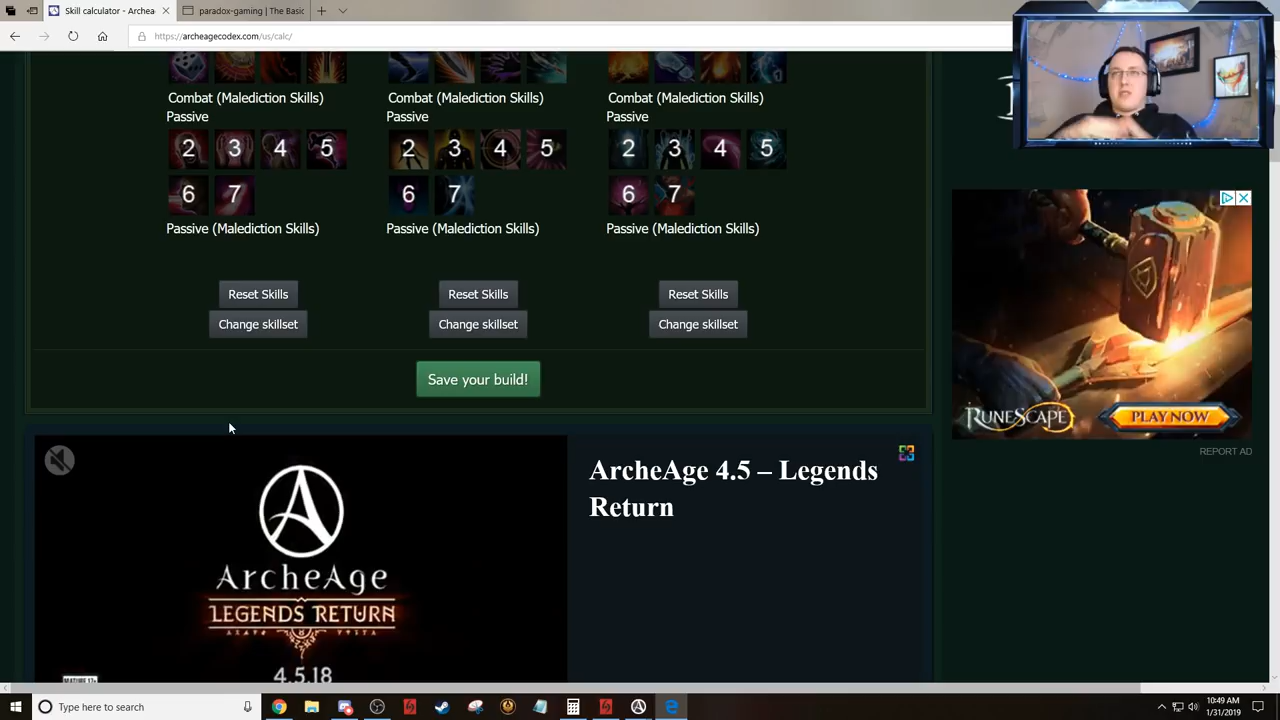 Skill calculator - Archea
paradox-gaming | The Basic
https://archeagecodex.com/us/calc/
Combat (Malediction Skills) Combat (Malediction Skills) Combat (Malediction Skills)
Passive Passive Passive
2 3 4 5 2 3 4 5 2 3 4 5
6 7 6 7 6 7
Passive (Malediction Skills) Passive (Malediction Skills) Passive (Malediction Skills)
Reset Skills Reset Skills Reset Skills
Change skillset Change skillset Change skillset
Save your build!
RUNESCAPE PLAY NOW
REPORT AD
ArcheAge 4.5 – Legends
Return
ArcheAge
LEGENDS RETURN
4.5.18
MATURE 17+
Type here to search
10:49 AM
1/31/2019